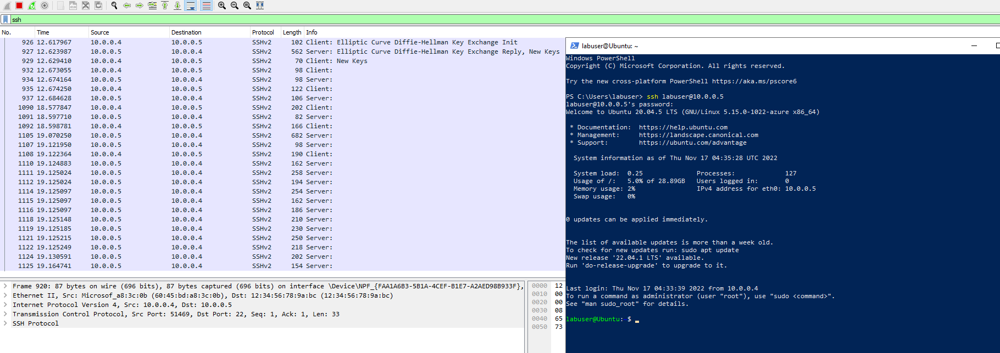 ssh
No. Time Source Destination Protocol Length Info
926 12.617967 10.0.0.4 10.0.0.5 SSHv2 102 Client: Elliptic Curve Diffie-Hellman Key Exchange Init
927 12.623987 10.0.0.5 10.0.0.4 SSHv2 562 Server: Elliptic Curve Diffie-Hellman Key Exchange Reply, New Keys
929 12.629410 10.0.0.4 10.0.0.5 SSHv2 70 Client: New Keys
932 12.673055 10.0.0.4 10.0.0.5 SSHv2 98 Client:
934 12.674164 10.0.0.5 10.0.0.4 SSHv2 98 Server:
935 12.674250 10.0.0.4 10.0.0.5 SSHv2 122 Client:
937 12.684628 10.0.0.5 10.0.0.4 SSHv2 106 Server:
1090 18.577847 10.0.0.4 10.0.0.5 SSHv2 202 Client:
1091 18.597710 10.0.0.5 10.0.0.4 SSHv2 82 Server:
1092 18.598781 10.0.0.4 10.0.0.5 SSHv2 166 Client:
1105 19.070250 10.0.0.5 10.0.0.4 SSHv2 682 Server:
1107 19.121950 10.0.0.5 10.0.0.4 SSHv2 98 Server:
1108 19.122364 10.0.0.4 10.0.0.5 SSHv2 190 Client:
1110 19.124883 10.0.0.5 10.0.0.4 SSHv2 162 Server:
1111 19.125024 10.0.0.5 10.0.0.4 SSHv2 258 Server:
1112 19.125024 10.0.0.5 10.0.0.4 SSHv2 194 Server:
1114 19.125097 10.0.0.5 10.0.0.4 SSHv2 254 Server:
1115 19.125097 10.0.0.5 10.0.0.4 SSHv2 162 Server:
1116 19.125097 10.0.0.5 10.0.0.4 SSHv2 186 Server:
1118 19.125148 10.0.0.5 10.0.0.4 SSHv2 210 Server:
1119 19.125185 10.0.0.5 10.0.0.4 SSHv2 230 Server:
1121 19.125215 10.0.0.5 10.0.0.4 SSHv2 250 Server:
1122 19.125249 10.0.0.5 10.0.0.4 SSHv2 218 Server:
1124 19.130591 10.0.0.5 10.0.0.4 SSHv2 202 Server:
1125 19.164741 10.0.0.5 10.0.0.4 SSHv2 154 Server:
Frame 920: 87 bytes on wire (696 bits), 87 bytes captured (696 bits) on interface \Device\NPF_{FAA1A6B3-5B1A-4CEF-B1E7-A2AED98B933F},
Ethernet II, Src: Microsof_a8:3c:0b (60:45:bd:a8:3c:0b), Dst: 12:34:56:78:9a:bc (12:34:56:78:9a:bc)
Internet Protocol Version 4, Src: 10.0.0.4, Dst: 10.0.0.5
Transmission Control Protocol, Src Port: 51469, Dst Port: 22, Seq: 1, Ack: 1, Len: 33
SSH Protocol
0000 12
0010 00
0020 00
0030 08
0040 65
0050 73
labuser@Ubuntu: ~
Windows PowerShell
Copyright (C) Microsoft Corporation. All rights reserved.
Try the new cross-platform PowerShell https://aka.ms/pscore6
PS C:\Users\labuser> ssh labuser@10.0.0.5
labuser@10.0.0.5's password:
Welcome to Ubuntu 20.04.5 LTS (GNU/Linux 5.15.0-1022-azure x86_64)
* Documentation: https://help.ubuntu.com
* Management: https://landscape.canonical.com
* Support: https://ubuntu.com/advantage
System information as of Thu Nov 17 04:35:28 UTC 2022
System load: 0.25 Processes: 127
Usage of /: 5.0% of 28.89GB Users logged in: 0
Memory usage: 2% IPv4 address for eth0: 10.0.0.5
Swap usage: 0%
0 updates can be applied immediately.
The list of available updates is more than a week old.
To check for new updates run: sudo apt update
New release '22.04.1 LTS' available.
Run 'do-release-upgrade' to upgrade to it.
Last login: Thu Nov 17 04:33:39 2022 from 10.0.0.4
To run a command as administrator (user "root"), use "sudo <command>".
See "man sudo_root" for details.
labuser@Ubuntu: $